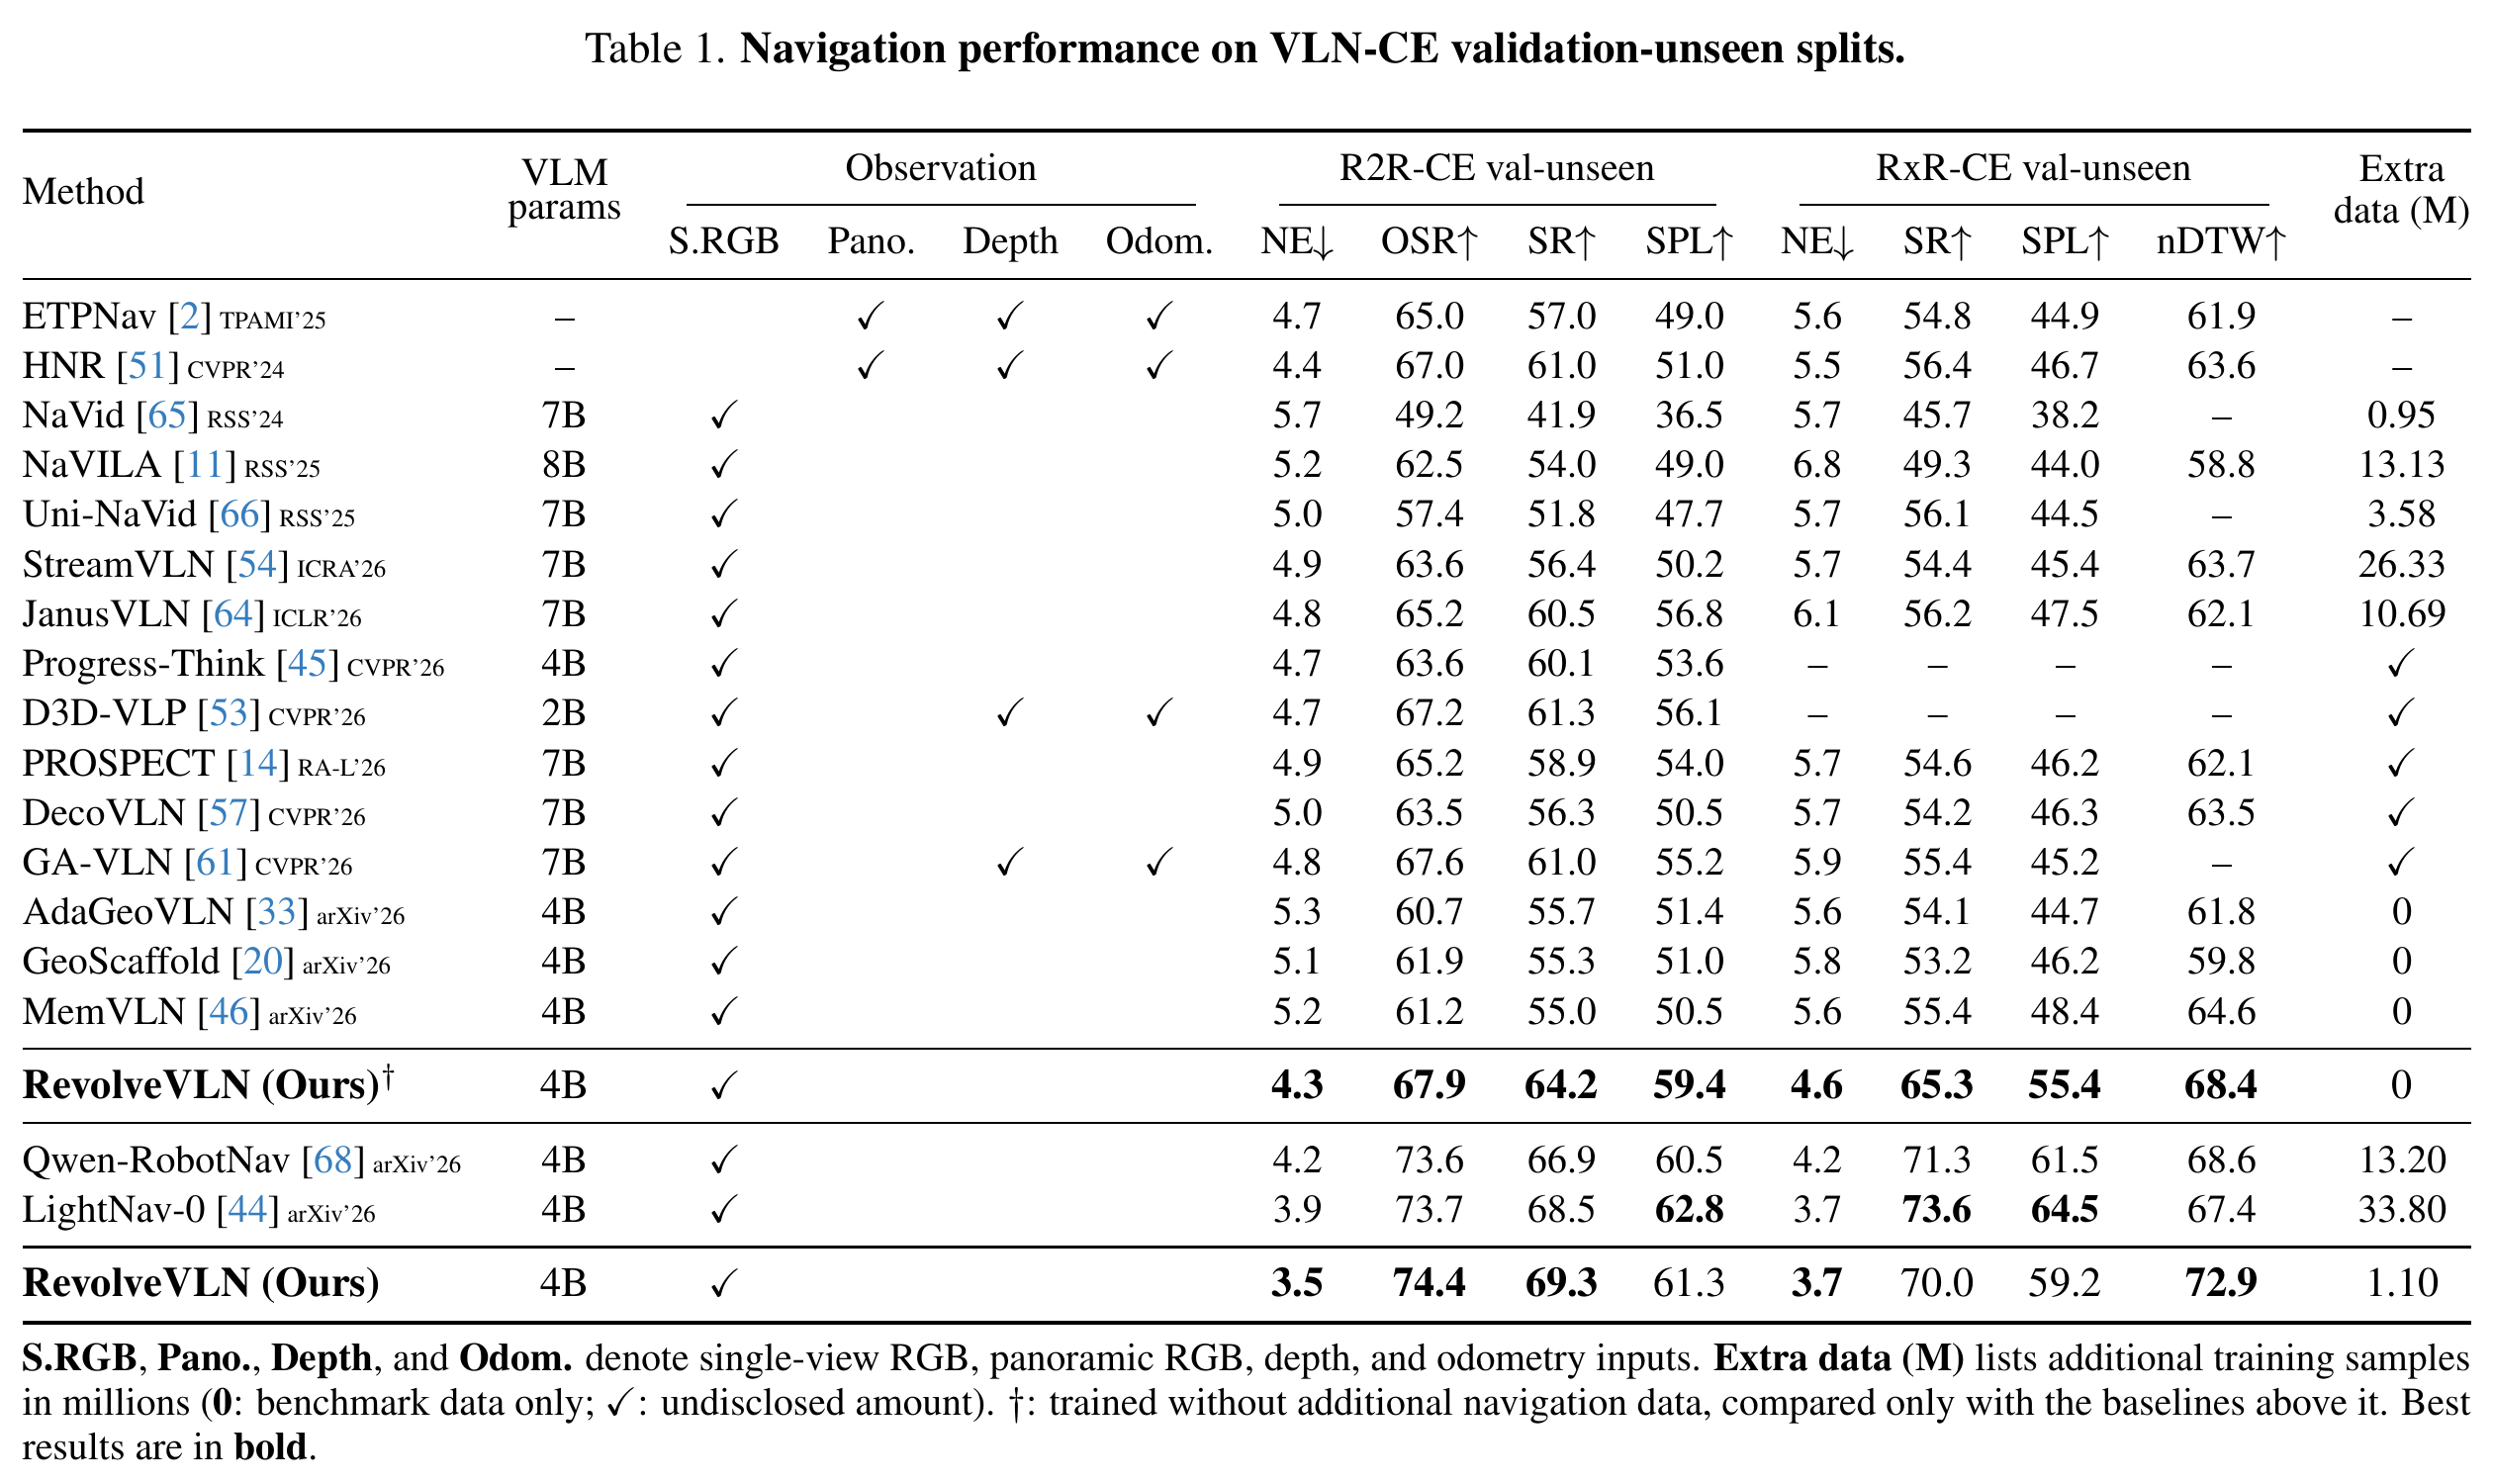 Table 1. Navigation performance on VLN-CE validation-unseen splits.
Method VLM params Observation R2R-CE val-unseen RxR-CE val-unseen Extra data (M)
S.RGB Pano. Depth Odom. NE↓ OSR↑ SR↑ SPL↑ NE↓ SR↑ SPL↑ nDTW↑
ETPNav [2] TPAMI'25 – ✓ ✓ ✓ 4.7 65.0 57.0 49.0 5.6 54.8 44.9 61.9 –
HNR [51] CVPR'24 – ✓ ✓ ✓ 4.4 67.0 61.0 51.0 5.5 56.4 46.7 63.6 –
NaVid [65] RSS'24 7B ✓ 5.7 49.2 41.9 36.5 5.7 45.7 38.2 – 0.95
NaVILA [11] RSS'25 8B ✓ 5.2 62.5 54.0 49.0 6.8 49.3 44.0 58.8 13.13
Uni-NaVid [66] RSS'25 7B ✓ 5.0 57.4 51.8 47.7 5.7 56.1 44.5 – 3.58
StreamVLN [54] ICRA'26 7B ✓ 4.9 63.6 56.4 50.2 5.7 54.4 45.4 63.7 26.33
JanusVLN [64] ICLR'26 7B ✓ 4.8 65.2 60.5 56.8 6.1 56.2 47.5 62.1 10.69
Progress-Think [45] CVPR'26 4B ✓ 4.7 63.6 60.1 53.6 – – – – ✓
D3D-VLP [53] CVPR'26 2B ✓ ✓ ✓ 4.7 67.2 61.3 56.1 – – – – ✓
PROSPECT [14] RA-L'26 7B ✓ 4.9 65.2 58.9 54.0 5.7 54.6 46.2 62.1 ✓
DecoVLN [57] CVPR'26 7B ✓ 5.0 63.5 56.3 50.5 5.7 54.2 46.3 63.5 ✓
GA-VLN [61] CVPR'26 7B ✓ ✓ ✓ 4.8 67.6 61.0 55.2 5.9 55.4 45.2 – ✓
AdaGeoVLN [33] arXiv'26 4B ✓ 5.3 60.7 55.7 51.4 5.6 54.1 44.7 61.8 0
GeoScaffold [20] arXiv'26 4B ✓ 5.1 61.9 55.3 51.0 5.8 53.2 46.2 59.8 0
MemVLN [46] arXiv'26 4B ✓ 5.2 61.2 55.0 50.5 5.6 55.4 48.4 64.6 0
RevolveVLN (Ours)† 4B ✓ 4.3 67.9 64.2 59.4 4.6 65.3 55.4 68.4 0
Qwen-RobotNav [68] arXiv'26 4B ✓ 4.2 73.6 66.9 60.5 4.2 71.3 61.5 68.6 13.20
LightNav-0 [44] arXiv'26 4B ✓ 3.9 73.7 68.5 62.8 3.7 73.6 64.5 67.4 33.80
RevolveVLN (Ours) 4B ✓ 3.5 74.4 69.3 61.3 3.7 70.0 59.2 72.9 1.10
S.RGB, Pano., Depth, and Odom. denote single-view RGB, panoramic RGB, depth, and odometry inputs. Extra data (M) lists additional training samples
in millions (0: benchmark data only; ✓: undisclosed amount). †: trained without additional navigation data, compared only with the baselines above it. Best
results are in bold.